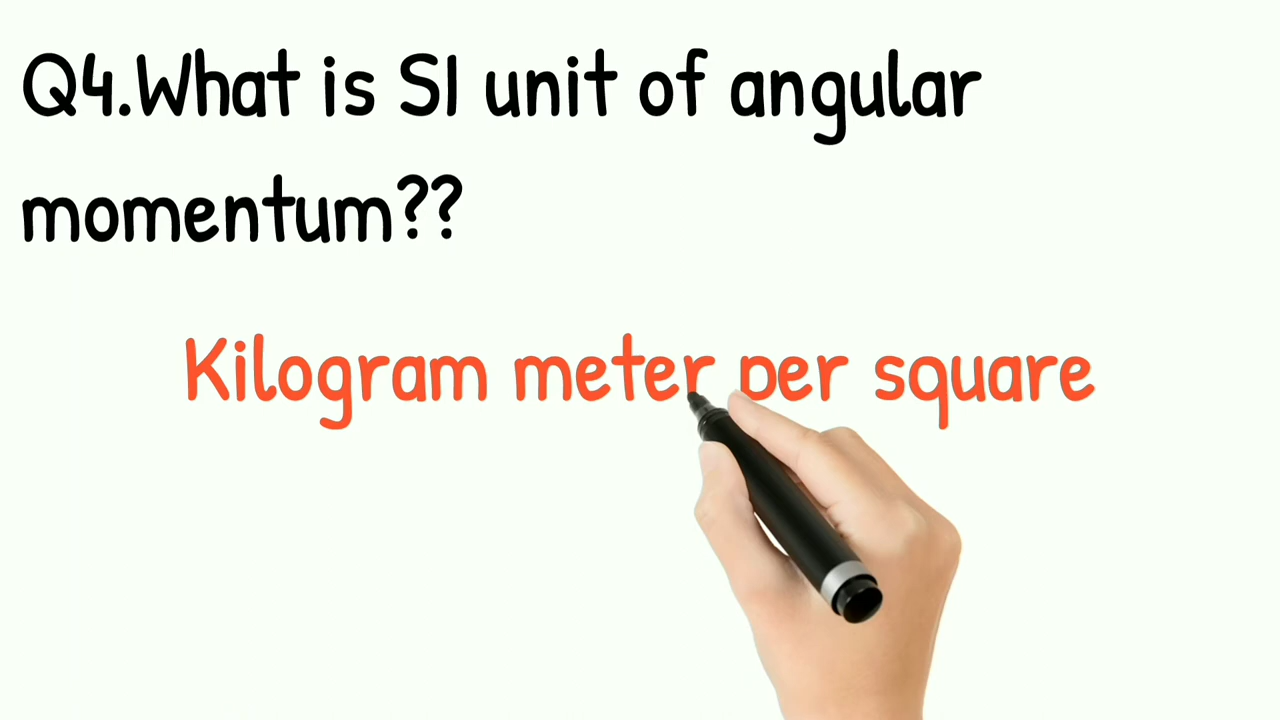 Q4.What is SI unit of angular
momentum??
Kilogram meter per square